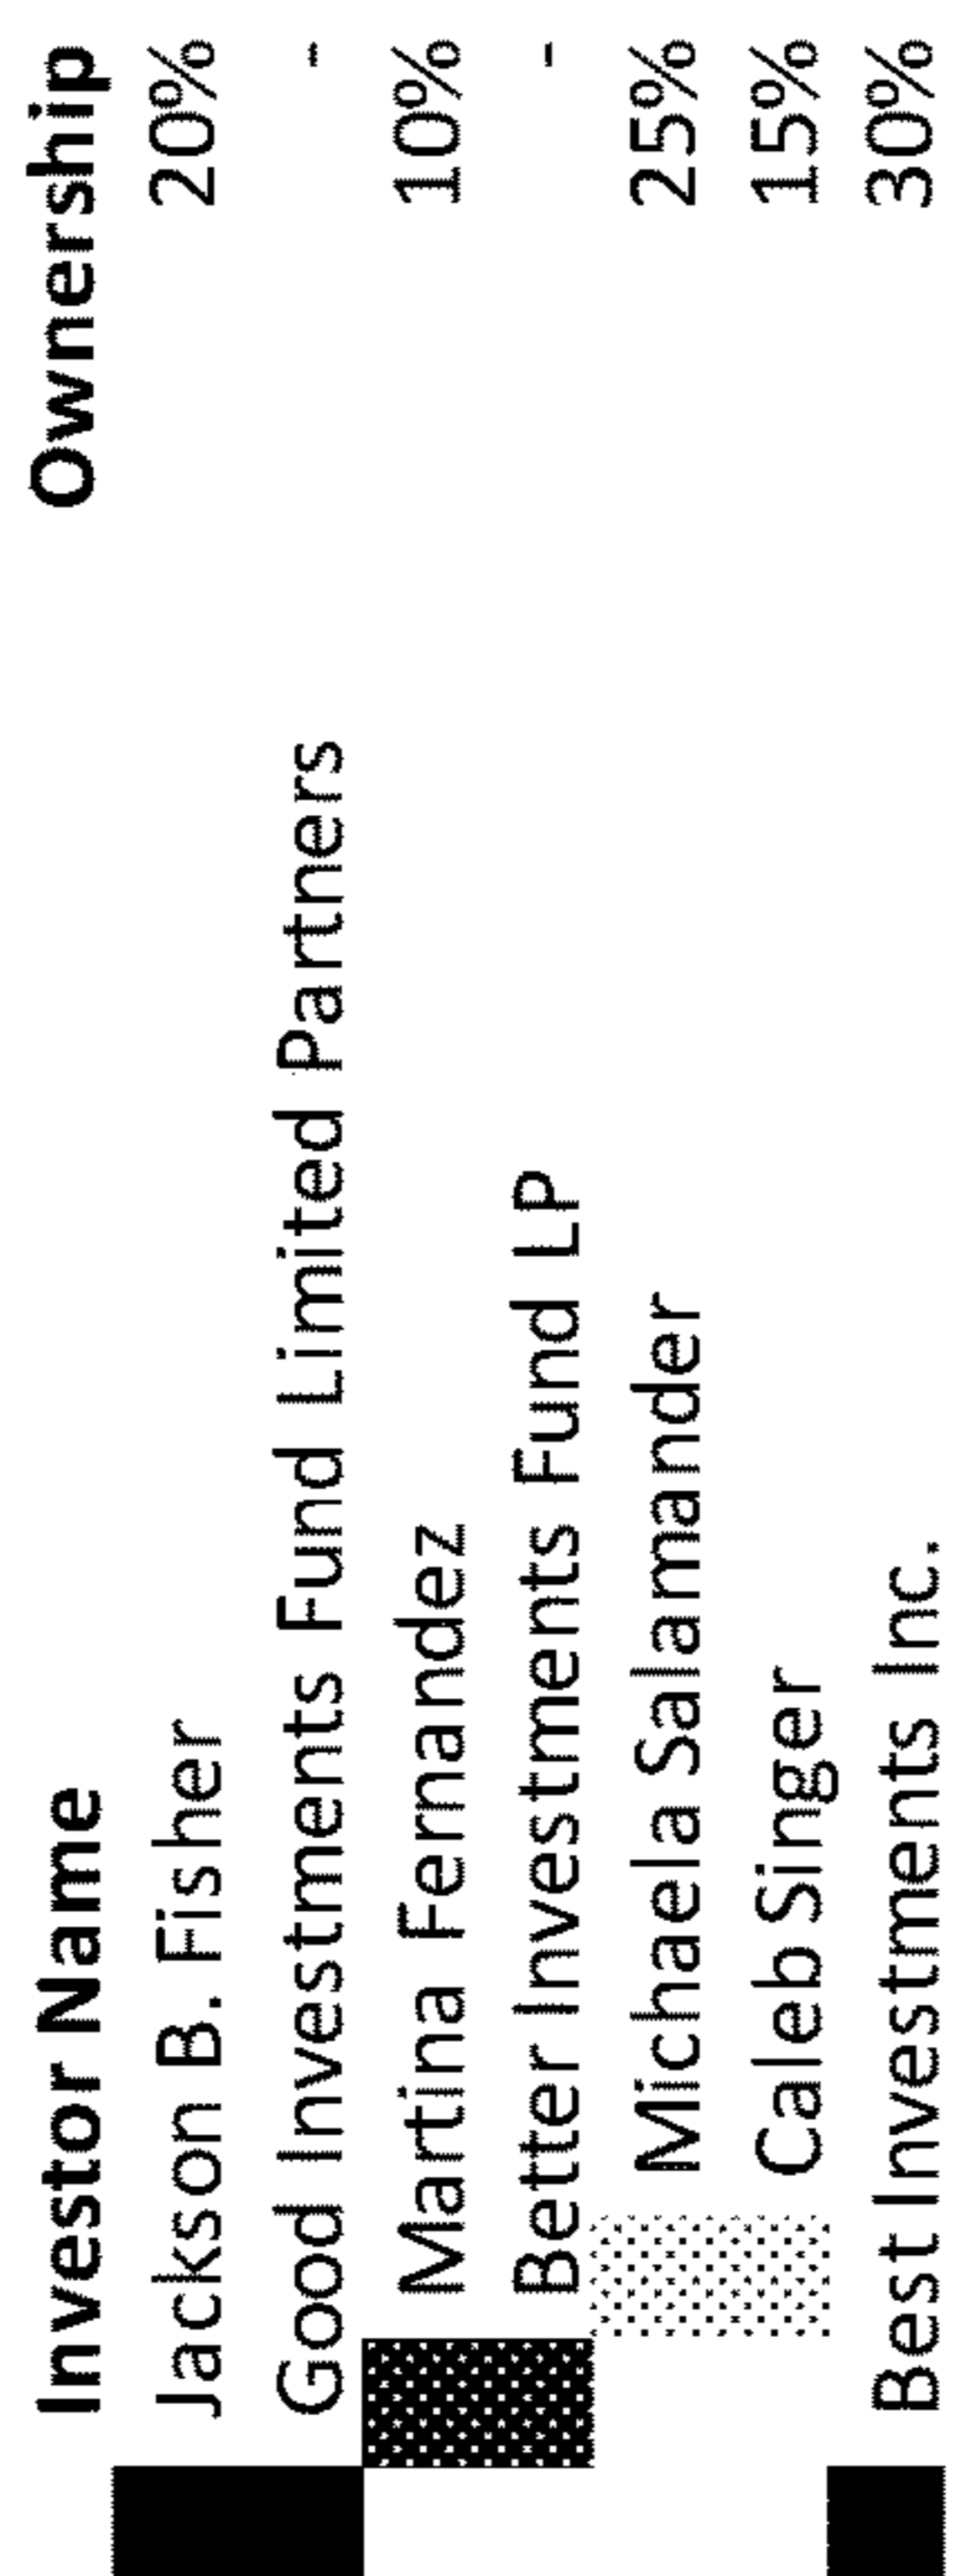 Investor Name Ownership
Jackson B. Fisher 20%
Good Investments Fund Limited Partners -
Martina Fernandez 10%
Better Investments Fund LP -
Michaela Salamander 25%
Caleb Singer 15%
Best Investments Inc. 30%